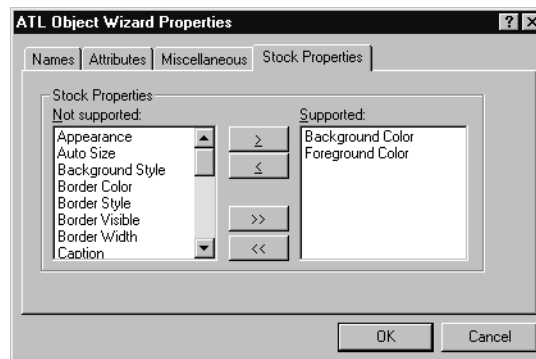 ATL Object Wizard Properties
Names Attributes Miscellaneous Stock Properties
Stock Properties
Not supported:
Appearance
Auto Size
Background Style
Border Color
Border Style
Border Visible
Border Width
Caption
>
<
>>
<<
Supported:
Background Color
Foreground Color
OK Cancel